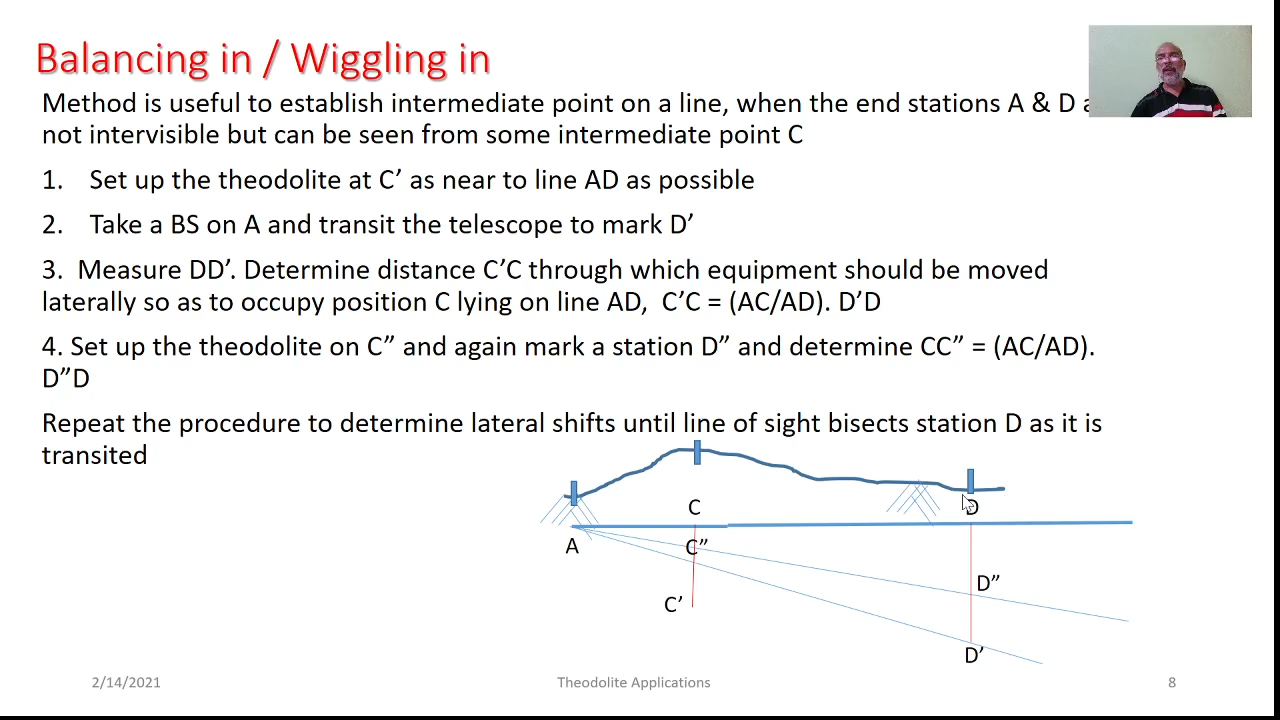 Balancing in / Wiggling in
Method is useful to establish intermediate point on a line, when the end stations A & D
not intervisible but can be seen from some intermediate point C
1. Set up the theodolite at C’ as near to line AD as possible
2. Take a BS on A and transit the telescope to mark D’
3. Measure DD’. Determine distance C’C through which equipment should be moved
laterally so as to occupy position C lying on line AD, C’C = (AC/AD). D’D
4. Set up the theodolite on C” and again mark a station D” and determine CC” = (AC/AD).
D”D
Repeat the procedure to determine lateral shifts until line of sight bisects station D as it is
transited
C
D
A
C”
D”
C’
D’
2/14/2021
Theodolite Applications
8